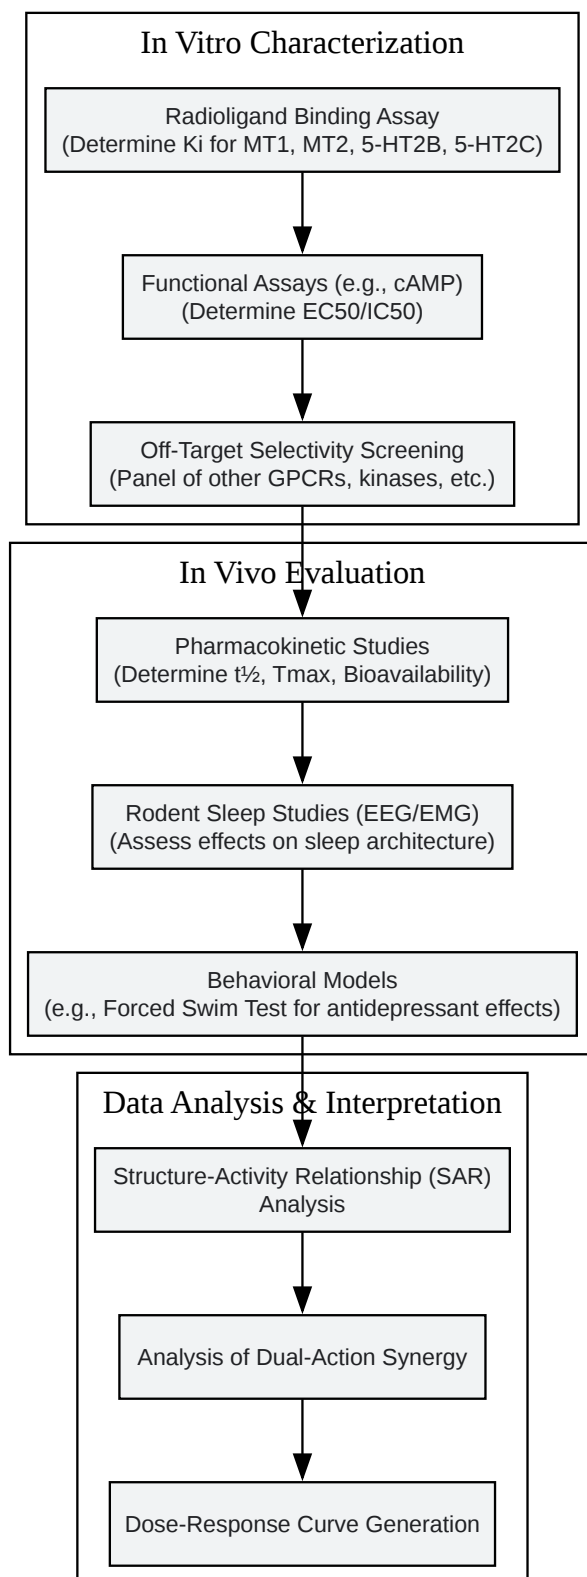 In Vitro Characterization
Radioligand Binding Assay
(Determine Ki for MT1, MT2, 5-HT2B, 5-HT2C)
Functional Assays (e.g., cAMP)
(Determine EC50/IC50)
Off-Target Selectivity Screening
(Panel of other GPCRs, kinases, etc.)
In Vivo Evaluation
Pharmacokinetic Studies
(Determine t½, Tmax, Bioavailability)
Rodent Sleep Studies (EEG/EMG)
(Assess effects on sleep architecture)
Behavioral Models
(e.g., Forced Swim Test for antidepressant effects)
Data Analysis & Interpretation
Structure-Activity Relationship (SAR)
Analysis
Analysis of Dual-Action Synergy
Dose-Response Curve Generation